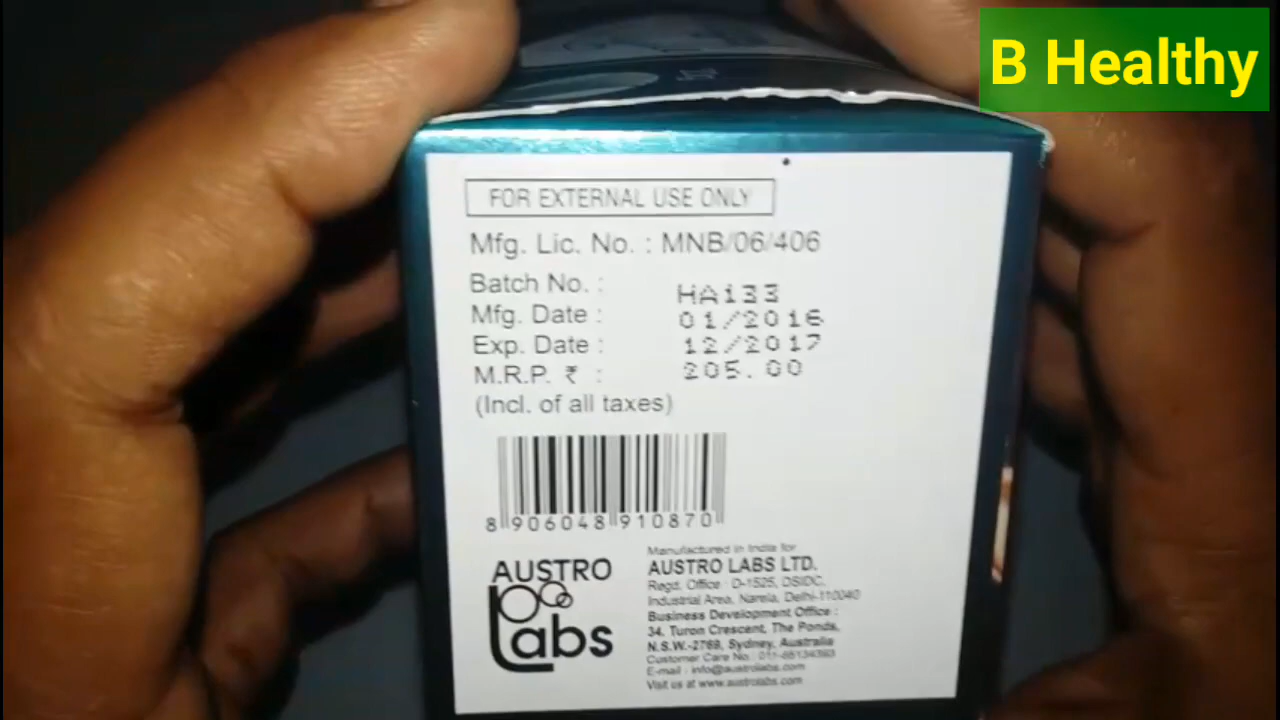 B Healthy
FOR EXTERNAL USE ONLY
Mfg. Lic. No. : MNB/06/406
Batch No. : HA133
Mfg. Date : 01/2016
Exp. Date : 12/2017
M.R.P. ₹ : 205.00
(Incl. of all taxes)
8 906048 910870
AUSTRO
Labs
Manufactured in India for
AUSTRO LABS LTD.
Regd. Office : D-1525, DSIDC,
Industrial Area, Narela, Delhi-110040
Business Development Office :
34, Turon Crescent, The Ponds,
N.S.W.-2769, Sydney, Australia
Customer Care No.: 011-
E-mail : info@austrolabs.com
Visit us at www.austrolabs.com